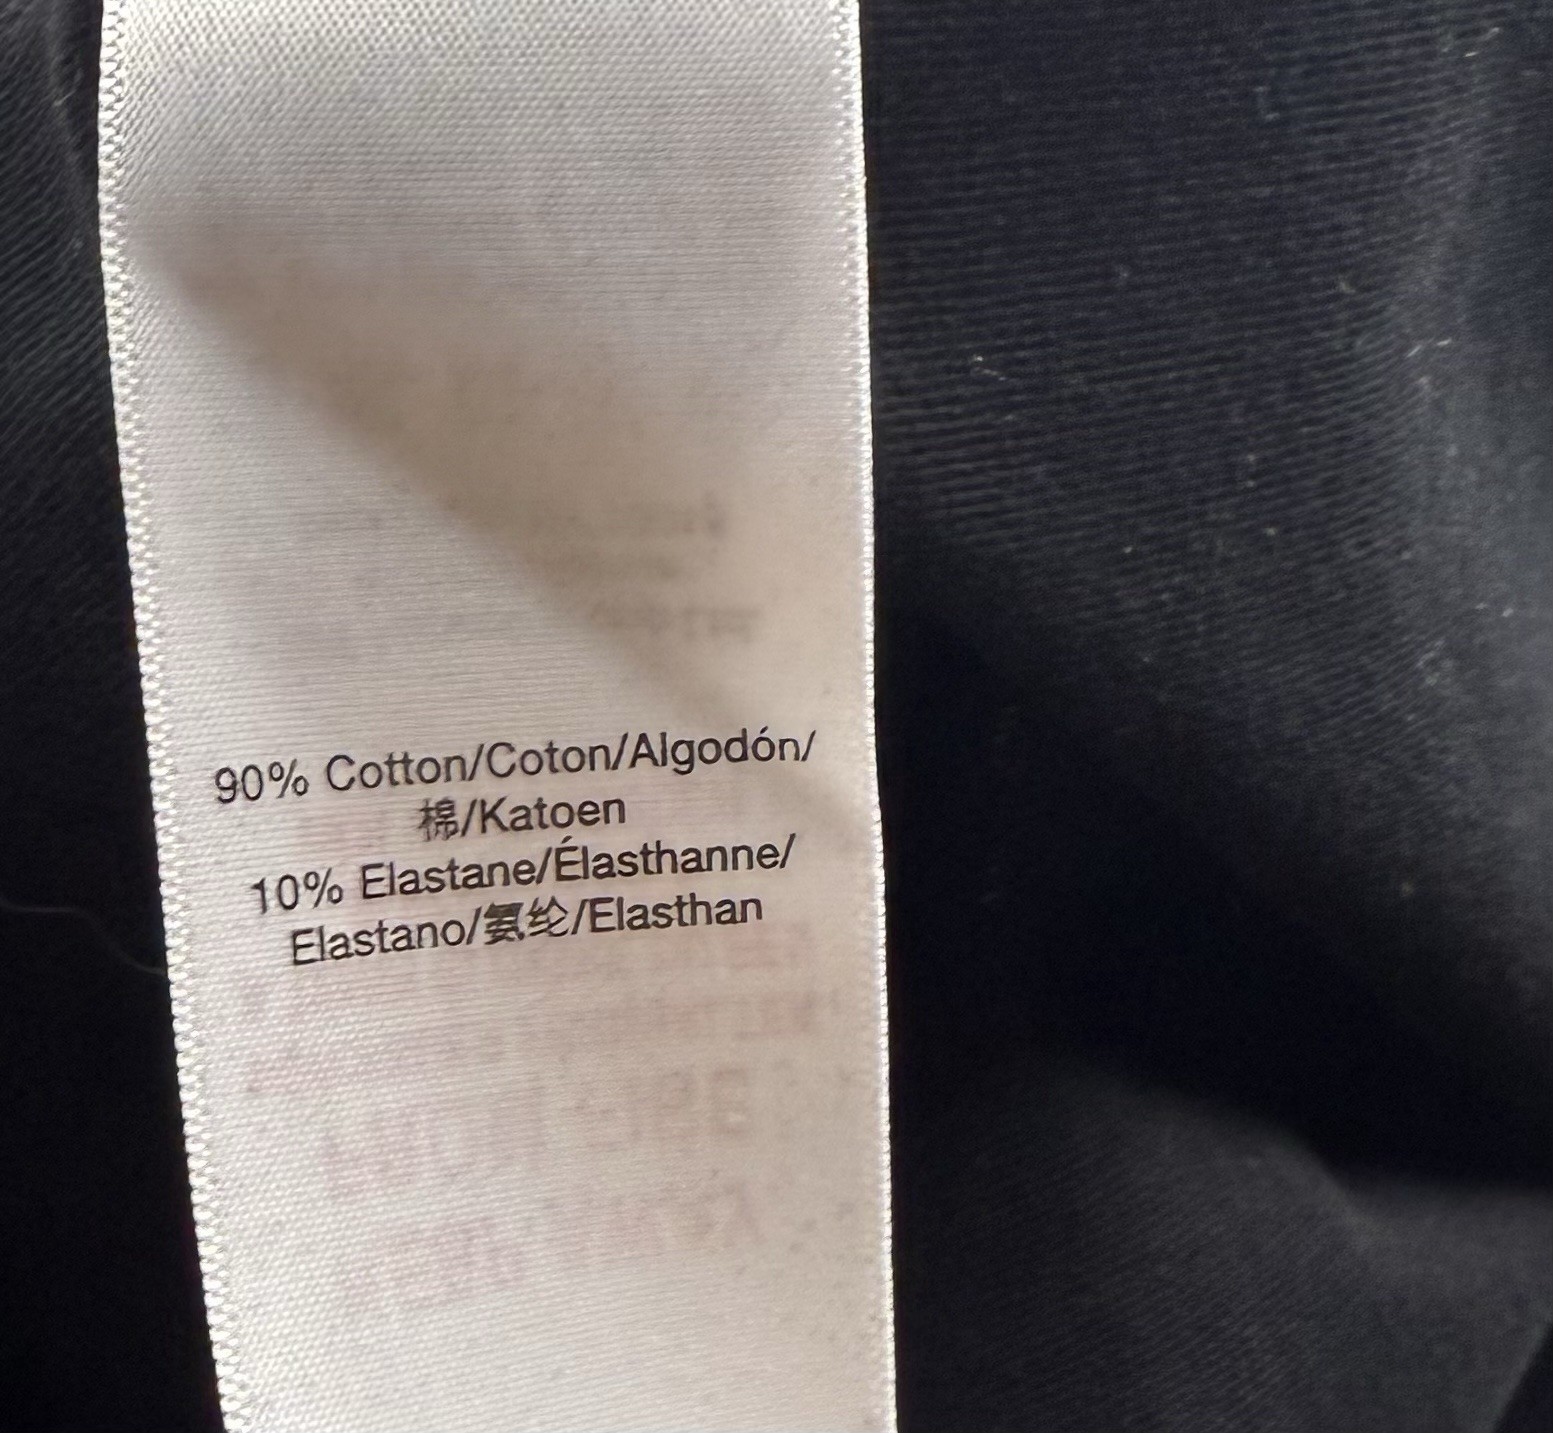 90% Cotton/Coton/Algodón/
棉/Katoen
10% Elastane/Élasthanne/
Elastano/氨纶/Elasthan